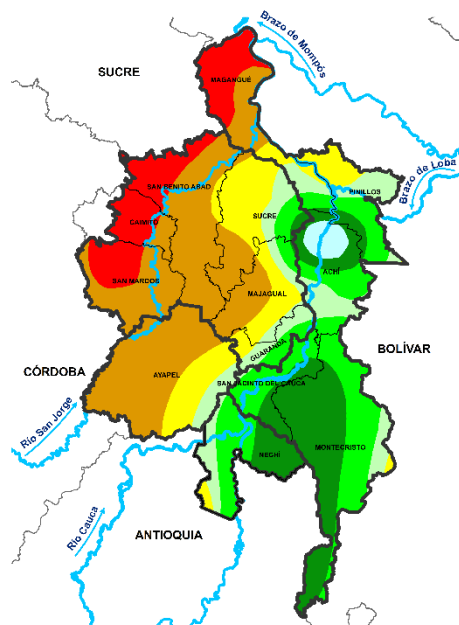 Brazo de Mompós
SUCRE
MAGANGUÉ
SAN BENITO ABAD
PINILLOS
Brazo de Loba
SUCRE
CAIMITO
ACHÍ
SAN MARCOS
MAJAGUAL
BOLÍVAR
GUARANDA
CÓRDOBA
AYAPEL
SAN JACINTO DEL CAUCA
Río San Jorge
MONTECRISTO
NECHÍ
Río Cauca
ANTIOQUIA